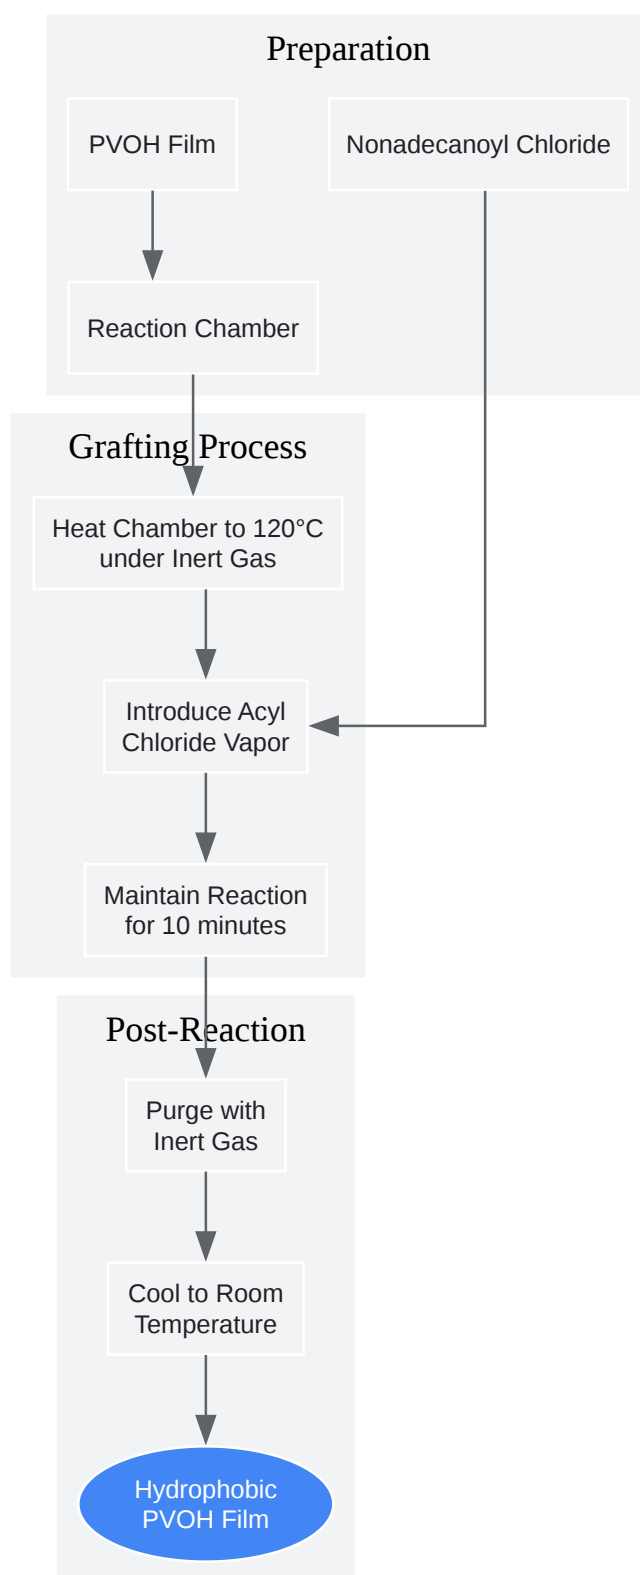 Preparation
PVOH Film
Nonadecanoyl Chloride
Reaction Chamber
Grafting Process
Heat Chamber to 120°C
under Inert Gas
Introduce Acyl
Chloride Vapor
Maintain Reaction
for 10 minutes
Post-Reaction
Purge with
Inert Gas
Cool to Room
Temperature
Hydrophobic
PVOH Film